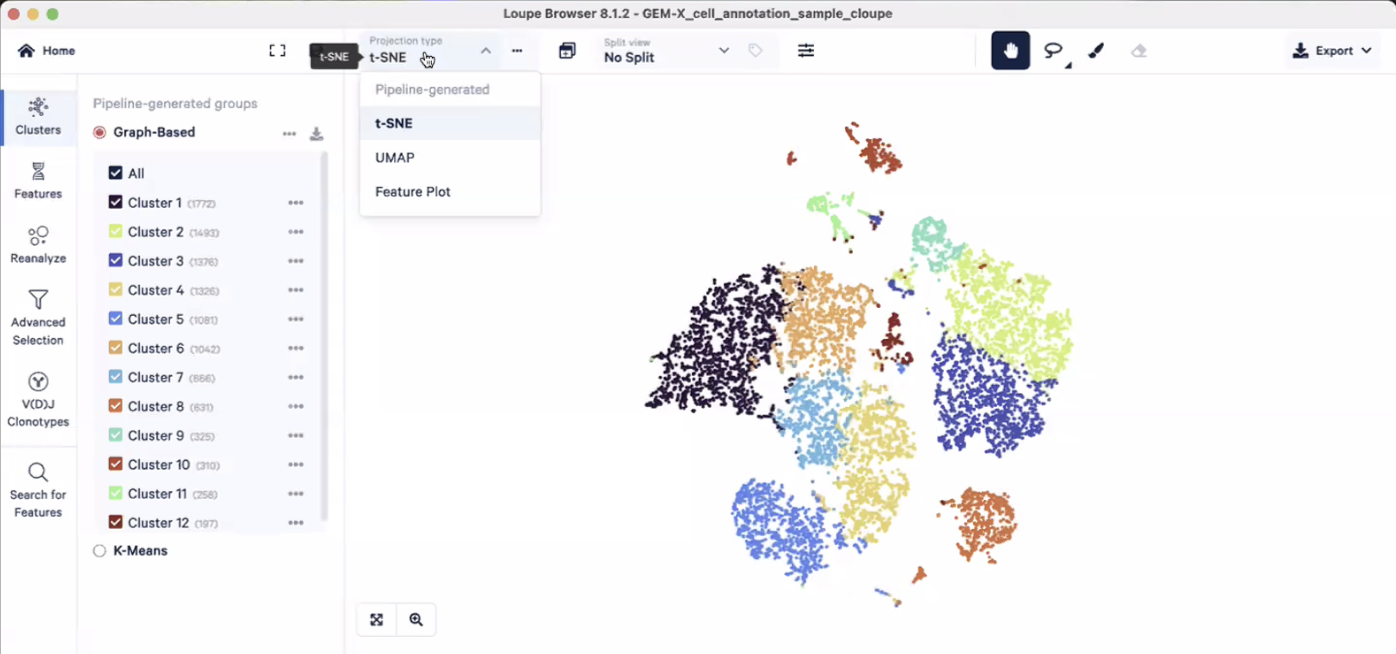 Loupe Browser 8.1.2 - GEM-X_cell_annotation_sample_cloupe
Home
t-SNE
Projection type
t-SNE
Split view
No Split
Export
Pipeline-generated
t-SNE
UMAP
Feature Plot
Clusters
Features
Reanalyze
Advanced
Selection
V(D)J
Clonotypes
Search for
Features
Pipeline-generated groups
Graph-Based
All
Cluster 1 (1772)
Cluster 2 (1493)
Cluster 3 (1376)
Cluster 4 (1326)
Cluster 5 (1081)
Cluster 6 (1042)
Cluster 7 (666)
Cluster 8 (631)
Cluster 9 (325)
Cluster 10 (310)
Cluster 11 (258)
Cluster 12 (197)
K-Means